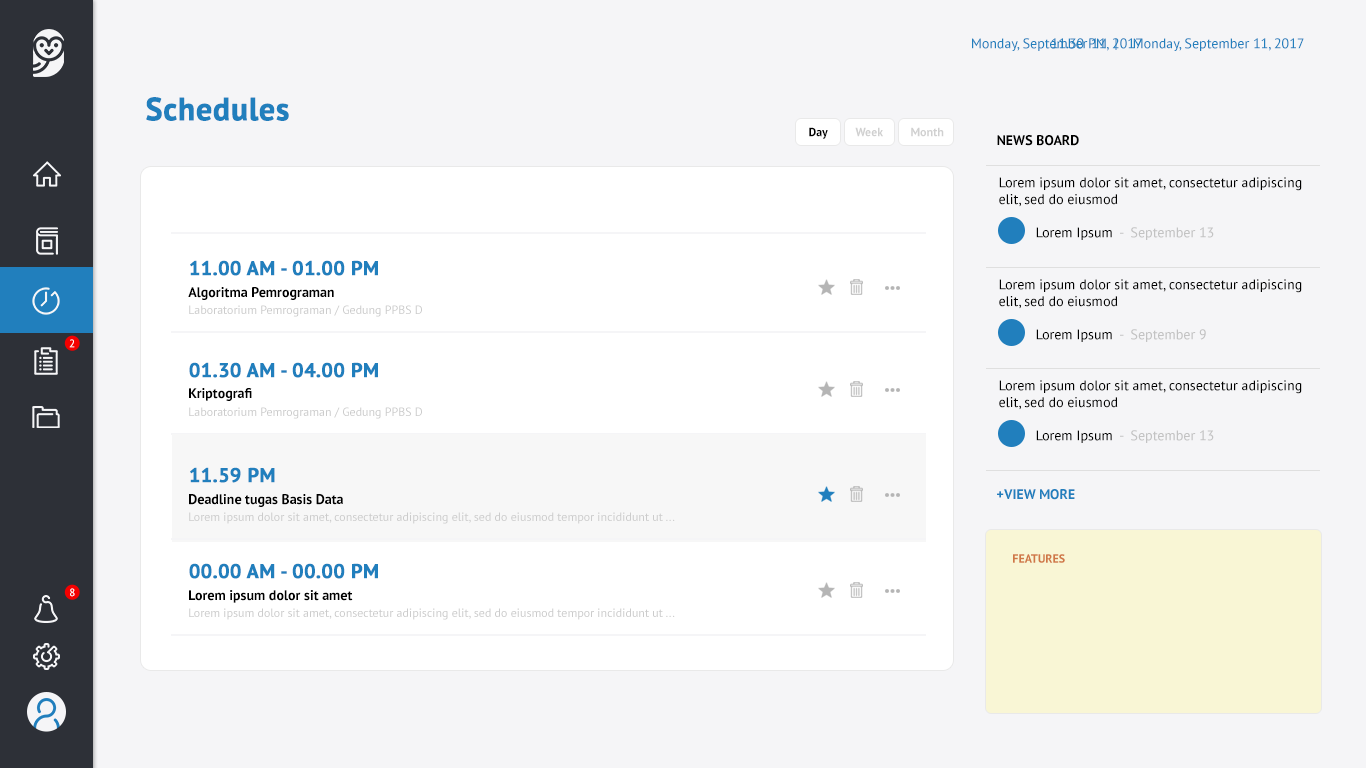 Monday, September 11, 2017
11.30 PM | Monday, September 11, 2017
Schedules
Day
Week
Month
11.00 AM - 01.00 PM
Algoritma Pemrograman
Laboratorium Pemrograman / Gedung PPBS D
01.30 AM - 04.00 PM
Kriptografi
Laboratorium Pemrograman / Gedung PPBS D
2
11.59 PM
Deadline tugas Basis Data
Lorem ipsum dolor sit amet, consectetur adipiscing elit, sed do eiusmod tempor incididunt ut ...
00.00 AM - 00.00 PM
Lorem ipsum dolor sit amet
Lorem ipsum dolor sit amet, consectetur adipiscing elit, sed do eiusmod tempor incididunt ut ...
8
NEWS BOARD
Lorem ipsum dolor sit amet, consectetur adipiscing
elit, sed do eiusmod
Lorem Ipsum - September 13
Lorem ipsum dolor sit amet, consectetur adipiscing
elit, sed do eiusmod
Lorem Ipsum - September 9
Lorem ipsum dolor sit amet, consectetur adipiscing
elit, sed do eiusmod
Lorem Ipsum - September 13
+VIEW MORE
FEATURES